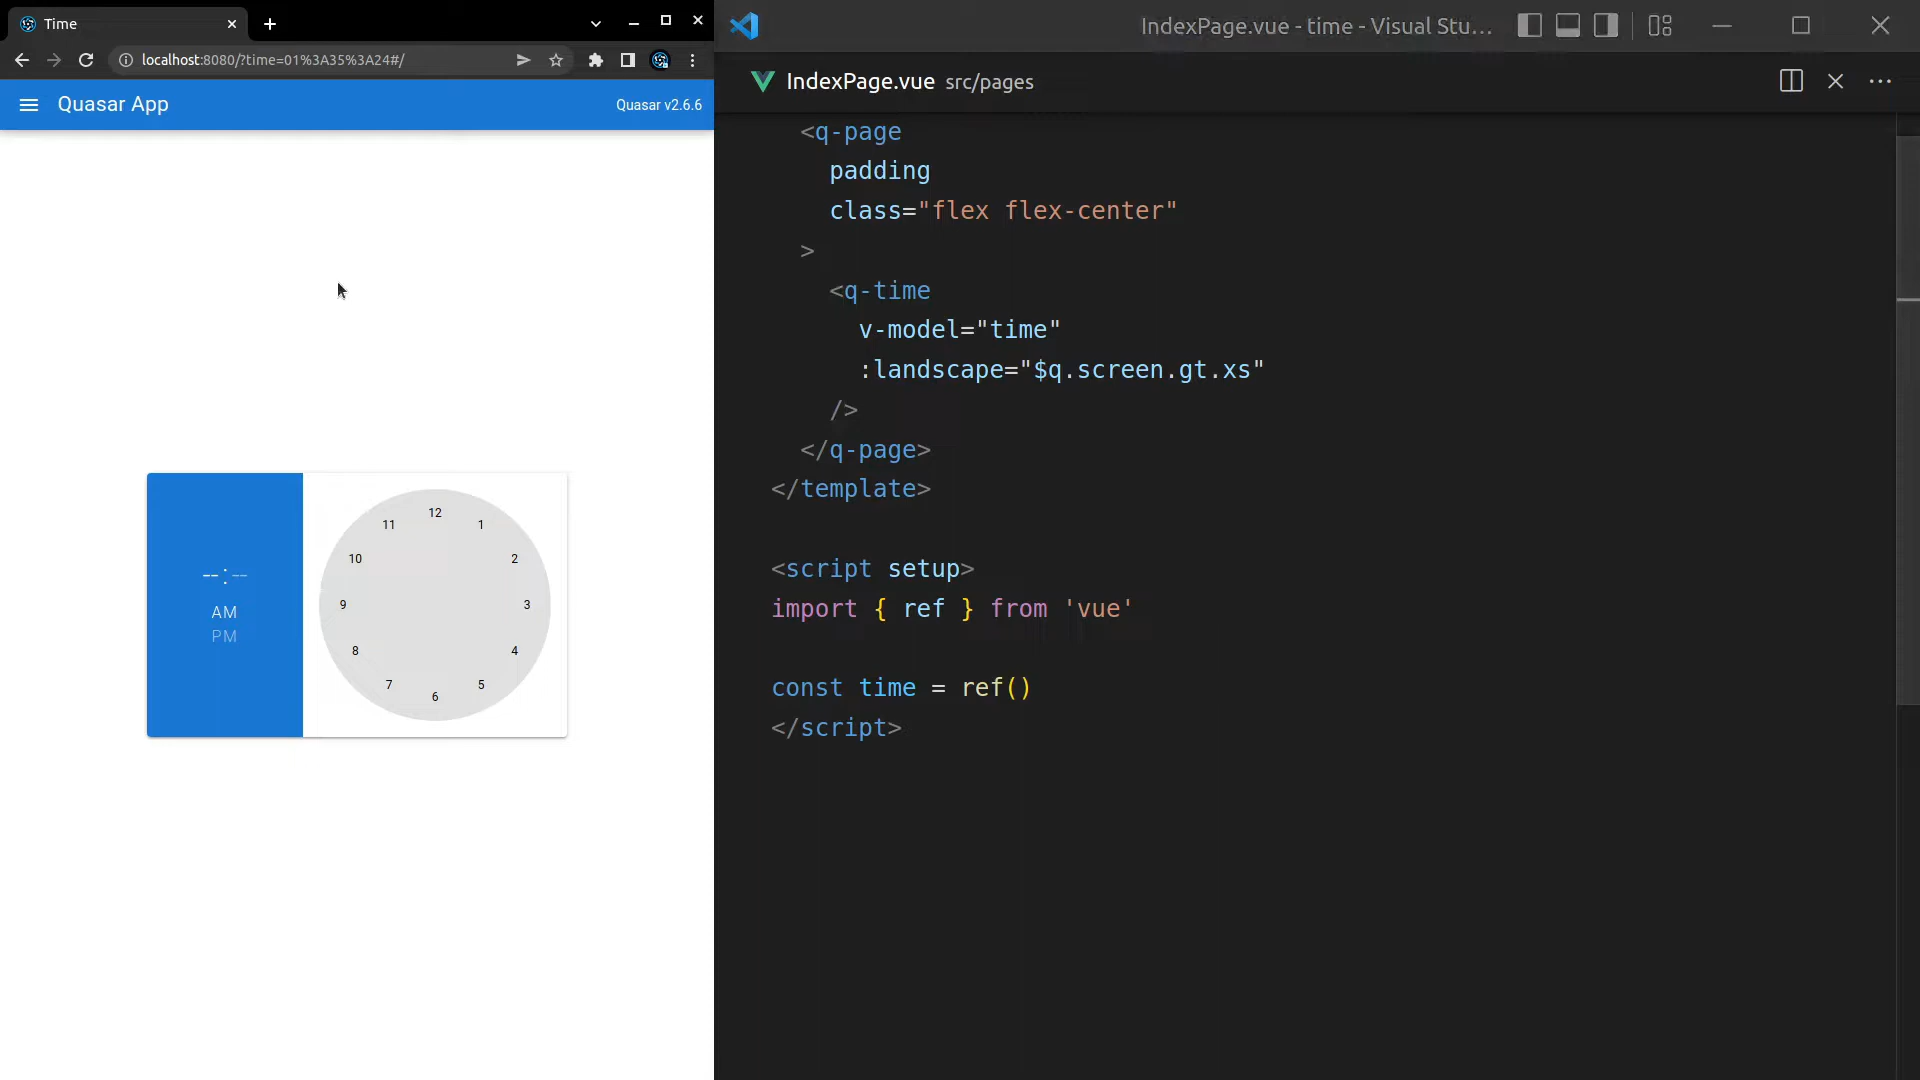 Time
localhost:8080/?time=01%3A35%3A24#/
Quasar App
Quasar v2.6.6
--:--
AM
PM
12
11
1
10
2
9
3
8
4
7
5
6
IndexPage.vue - time - Visual Stu...
IndexPage.vue src/pages
<q-page
padding
class="flex flex-center"
>
<q-time
v-model="time"
:landscape="$q.screen.gt.xs"
/>
</q-page>
</template>
<script setup>
import { ref } from 'vue'
const time = ref()
</script>